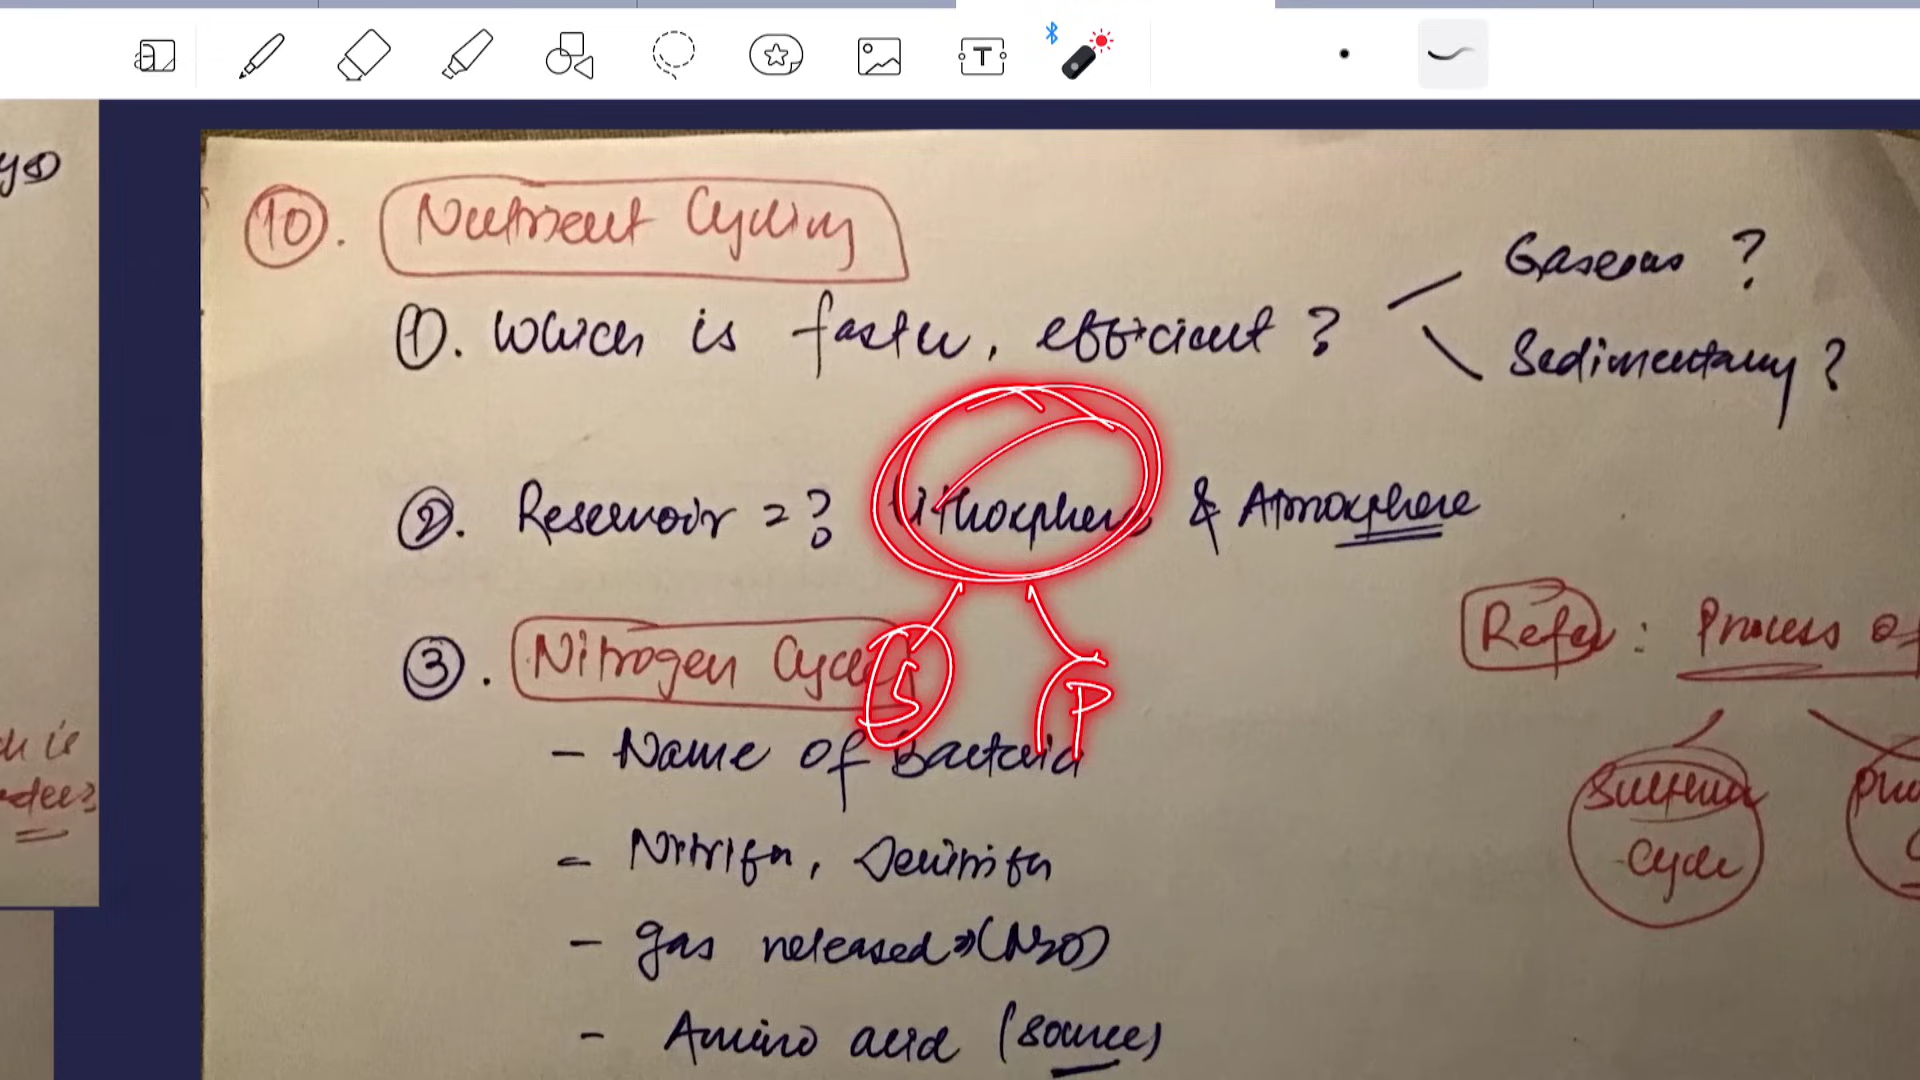 10. Nutrient Cycling
1. Which is faster, efficient ?
Gaseous ?
Sedimentary ?
2. Reservoir = ? Lithosphere & Atmosphere
S P
3. Nitrogen Cycle
- Name of Bacteria
- Nitrifn, Denitrifn
- gas released → (N2O)
- Amino acid (source)
Refer : Process of
Sulphur
Cycle